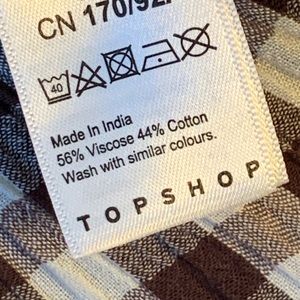 CN 170/92
40
Made In India
56% Viscose 44% Cotton
Wash with similar colours.
TOPSHOP